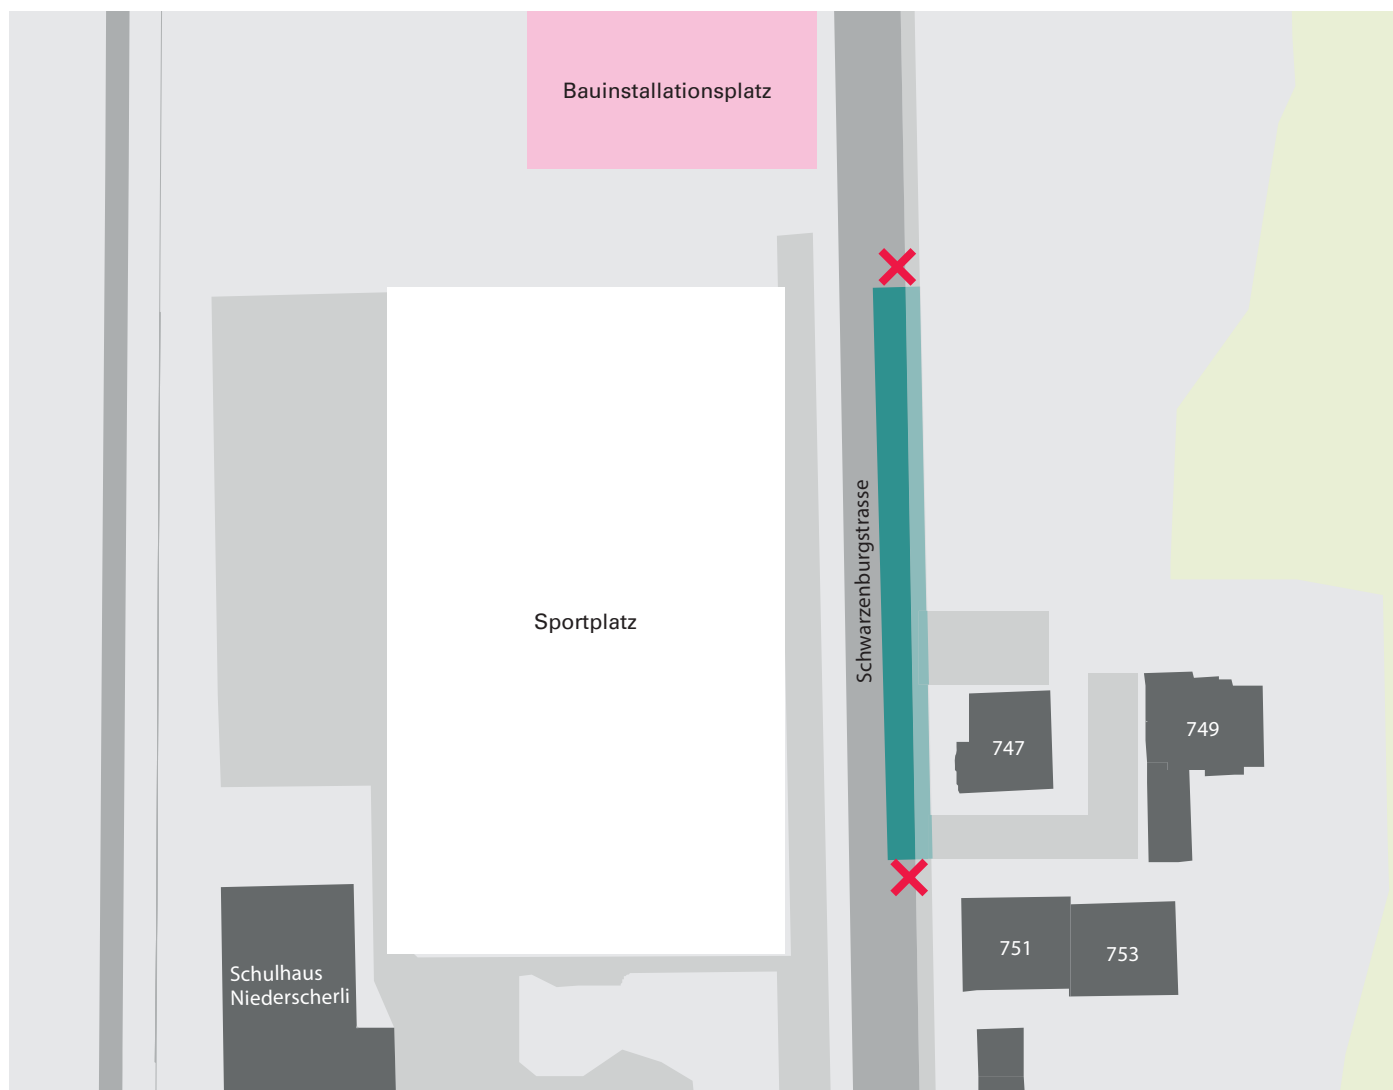 Bauinstallationsplatz
Schwarzenburgstrasse
Sportplatz
747
749
751
753
Schulhaus
Niederscherli